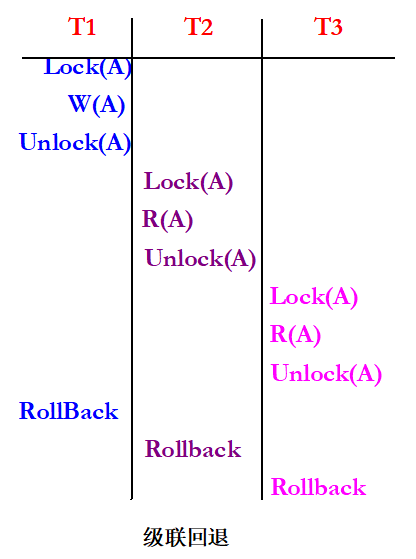 T1 T2 T3
Lock(A)
W(A)
Unlock(A)
Lock(A)
R(A)
Unlock(A)
Lock(A)
R(A)
Unlock(A)
RollBack
Rollback
Rollback
级联回退